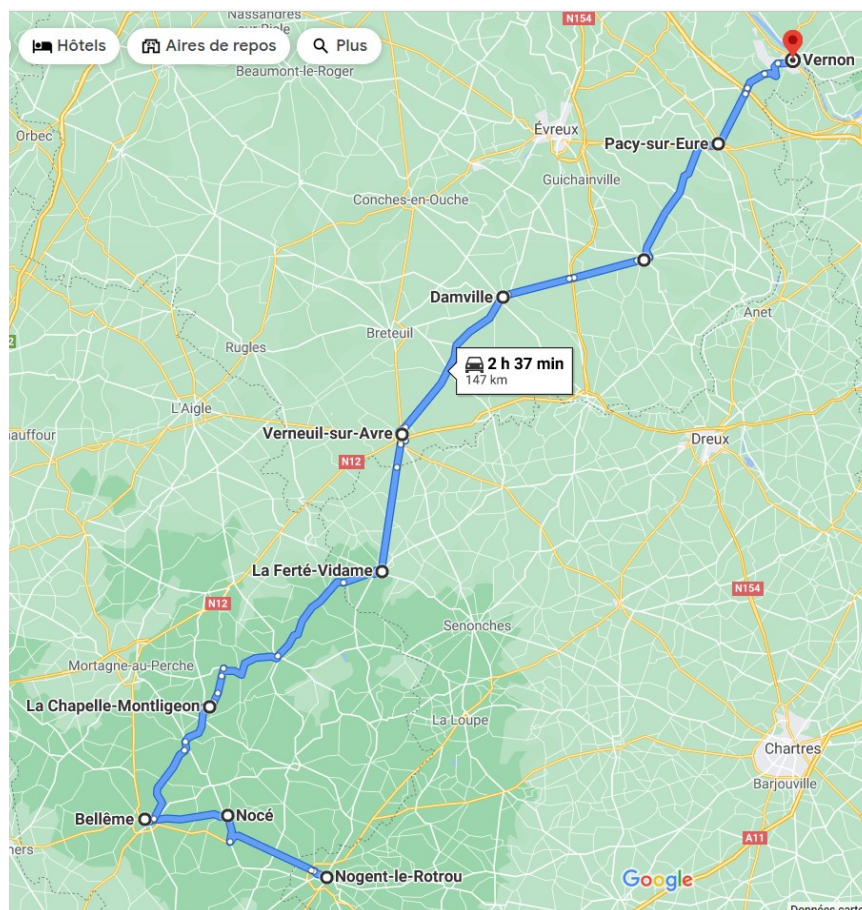 Nassandres
sur Risle
N154
Hôtels
Aires de repos
Plus
Vernon
Beaumont-le-Roger
Orbec
Évreux
Pacy-sur-Eure
Guichainville
Conches-en-Ouche
Damville
Anet
Breteuil
Rugles
2 h 37 min
147 km
L'Aigle
Verneuil-sur-Avre
Dreux
N12
La Ferté-Vidame
N154
N12
Senonches
Mortagne-au-Perche
La Chapelle-Montligeon
La Loupe
Chartres
Barjouville
Bellême
Nocé
A11
Nogent-le-Rotrou
Google